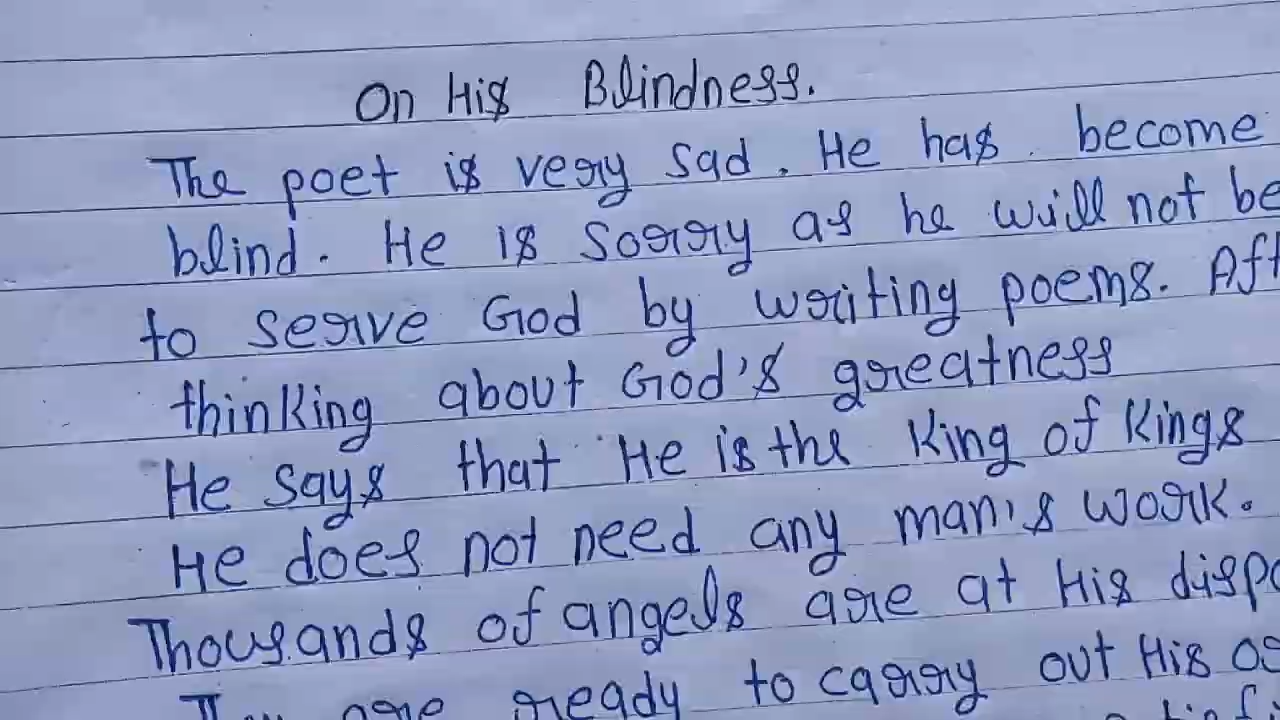 On His Blindness.
The poet is very sad. He has become
blind. He is sorry as he will not be
to serve God by writing poems. Aft
thinking about God's greatness
He says that He is the King of Kings
He does not need any man's work.
Thousands of angels are at His dispo
are ready to carry out His